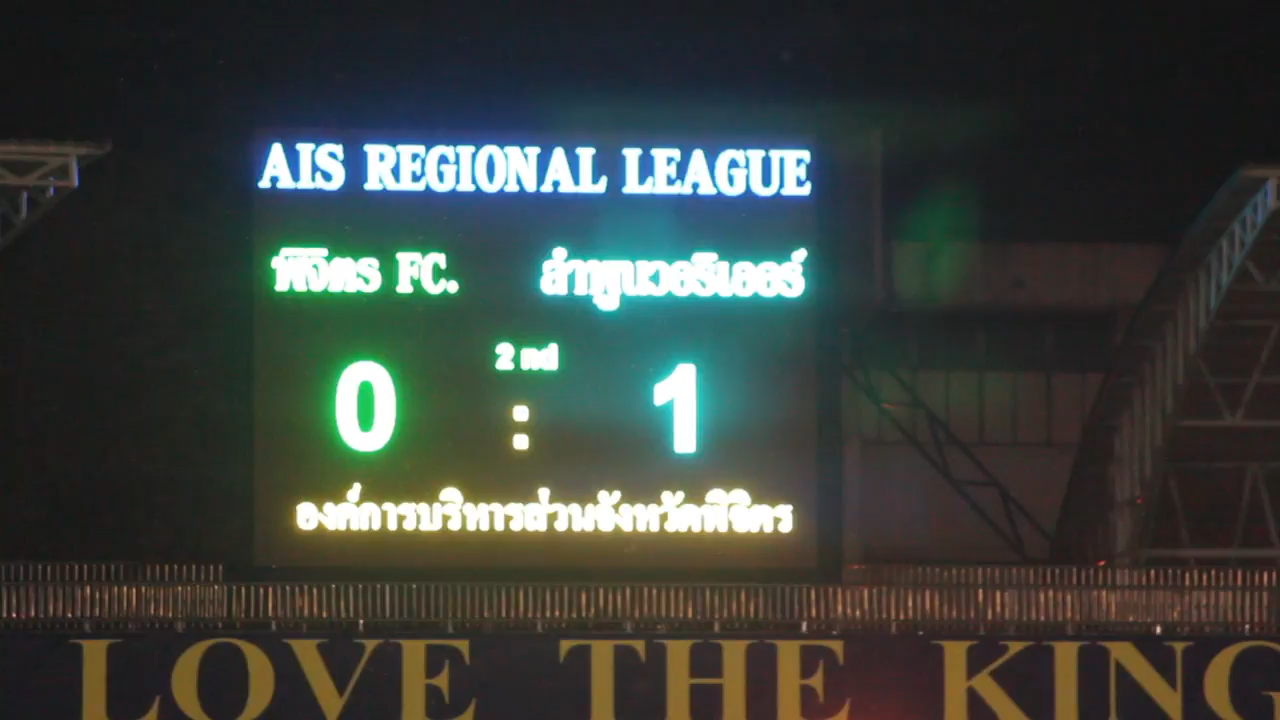 AIS REGIONAL LEAGUE
พิจิตร FC. ลำพูนวอริเออร์
2 nd
0 : 1
องค์การบริหารส่วนจังหวัดพิจิตร
LOVE THE KING